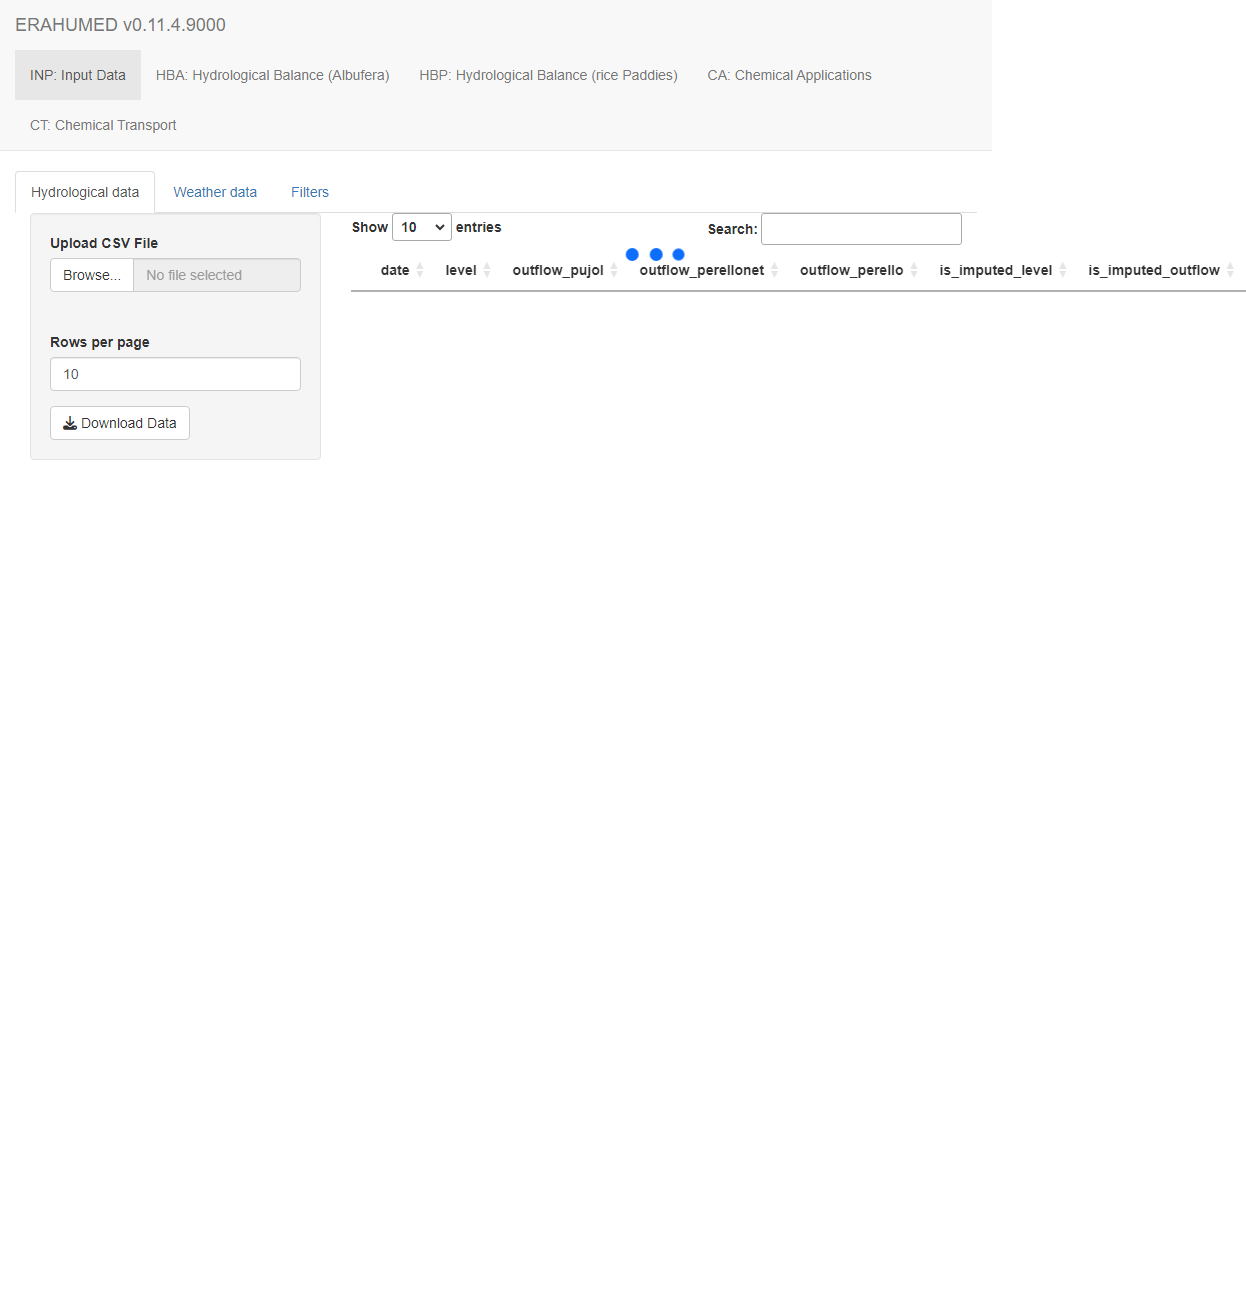 ERAHUMED v0.11.4.9000
INP: Input Data HBA: Hydrological Balance (Albufera) HBP: Hydrological Balance (rice Paddies) CA: Chemical Applications
CT: Chemical Transport
Hydrological data Weather data Filters
Upload CSV File
Browse... No file selected
Rows per page
10
Download Data
Show 10 entries Search:
date level outflow_pujol outflow_perellonet outflow_perello is_imputed_level is_imputed_outflow